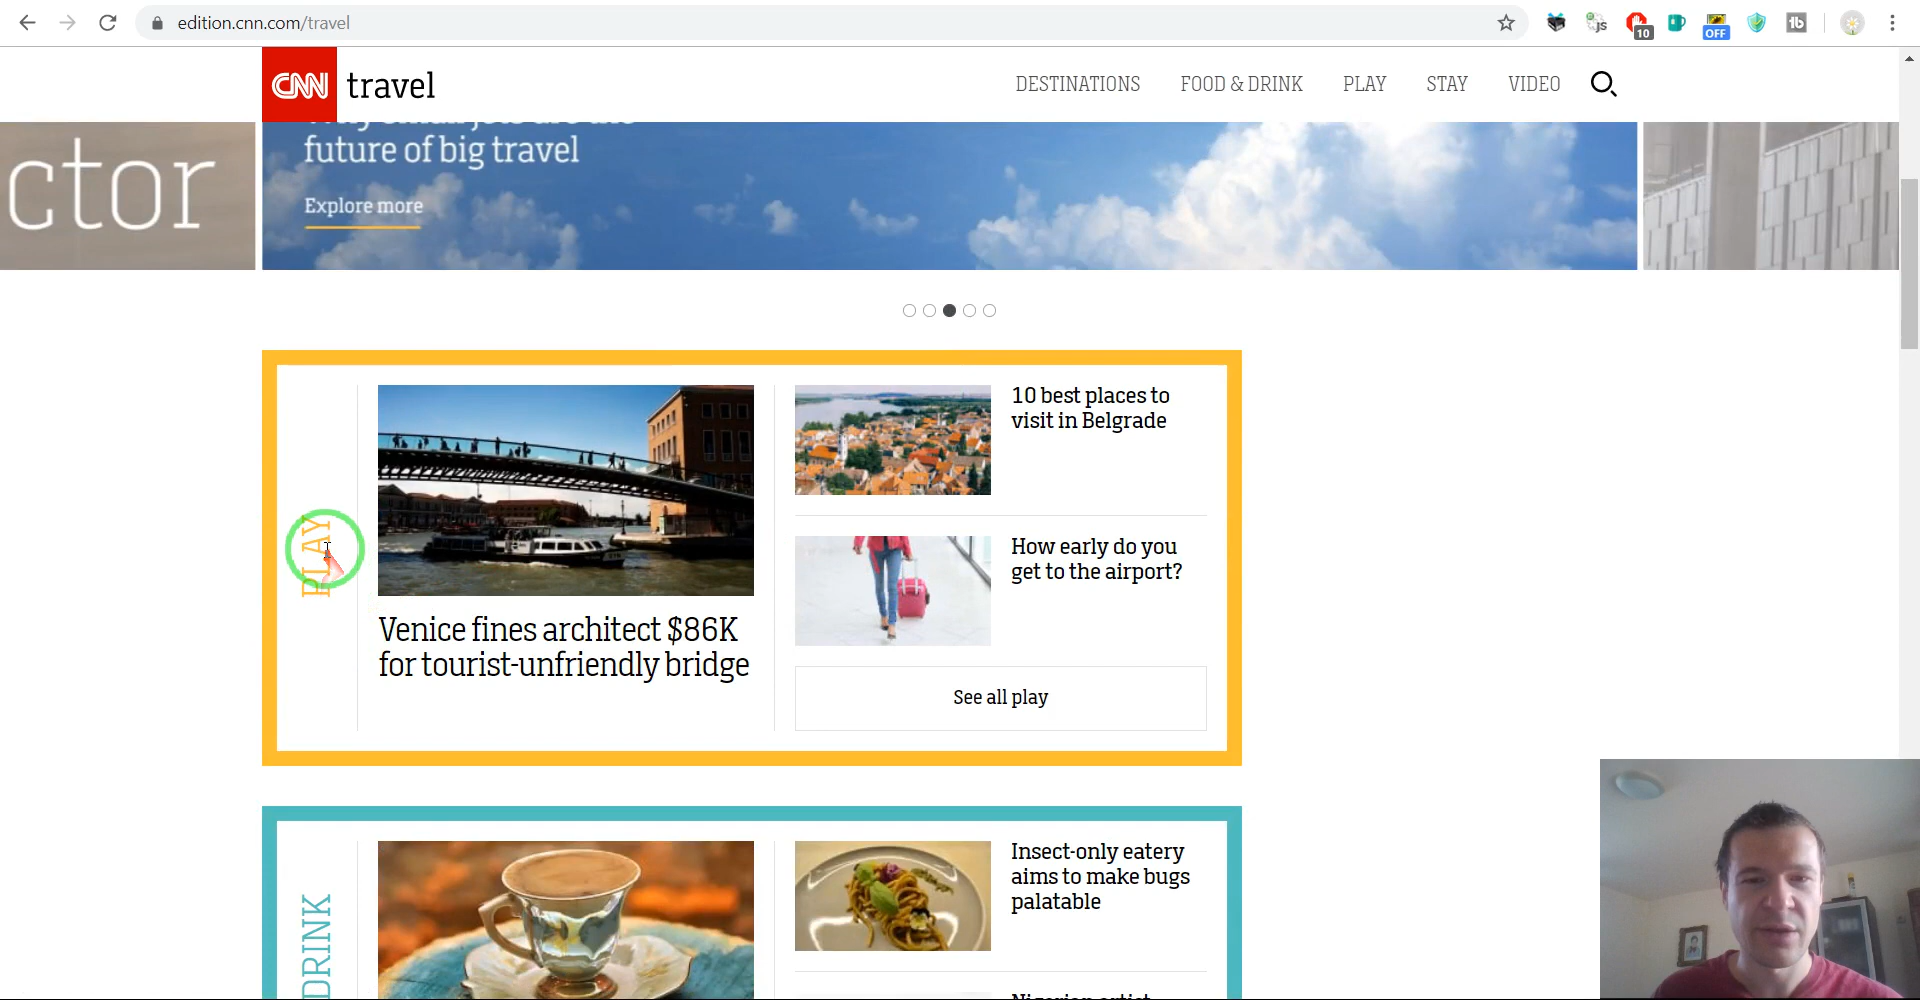 edition.cnn.com/travel
10
OFF
CNN travel
DESTINATIONS FOOD & DRINK PLAY STAY VIDEO
ctor
future of big travel
Explore more
PLAY
Venice fines architect $86K
for tourist-unfriendly bridge
10 best places to
visit in Belgrade
How early do you
get to the airport?
See all play
DRINK
Insect-only eatery
aims to make bugs
palatable